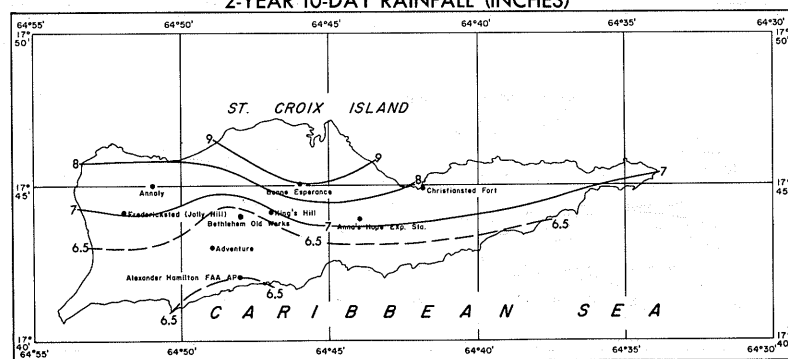 2-YEAR 10-DAY RAINFALL (INCHES)
64°55' 64°50' 64°45' 64°40' 64°35' 64°30'
17° 50'
17° 50'
ST. CROIX ISLAND
9 9
8 8
7
Annaly
Bonne Esperance
Christiansted Fort
17° 45'
17° 45'
7
Fredericksted (Jolly Hill)
King's Hill
Bethlehem Old Works
7
Anna's Hope Exp. Sta.
6.5
6.5
Adventure
Alexander Hamilton FAA AP
6.5
6.5
CARIBBEAN SEA
17° 40'
17° 40'
64°55' 64°50' 64°45' 64°40' 64°35' 64°30'